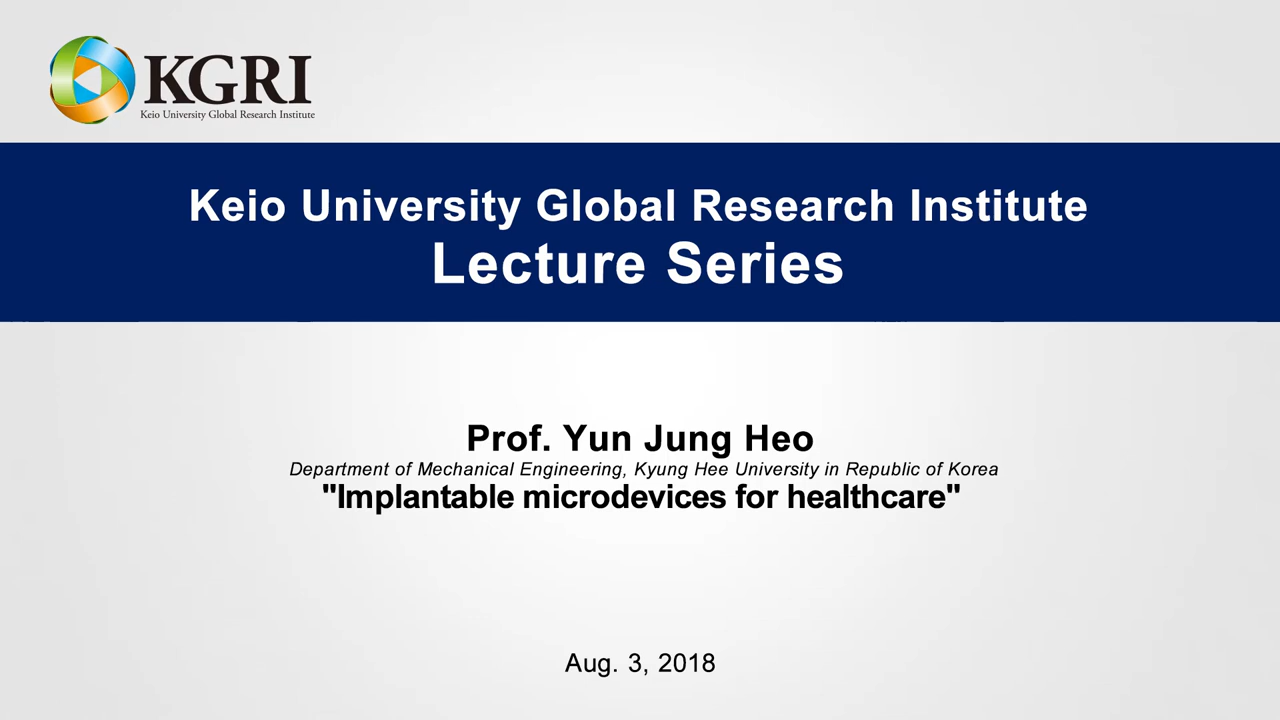 KGRI
Keio University Global Research Institute
Keio University Global Research Institute
Lecture Series
Prof. Yun Jung Heo
Department of Mechanical Engineering, Kyung Hee University in Republic of Korea
"Implantable microdevices for healthcare"
Aug. 3, 2018